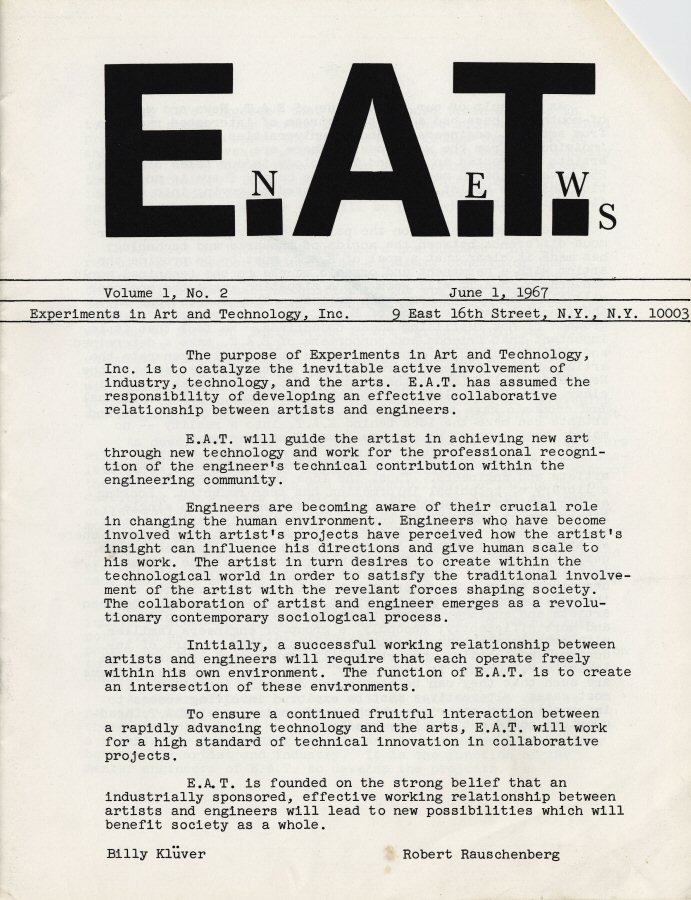 E.A.T.
NEWS
Volume 1, No. 2 June 1, 1967
Experiments in Art and Technology, Inc. 9 East 16th Street, N.Y., N.Y. 10003
The purpose of Experiments in Art and Technology,
Inc. is to catalyze the inevitable active involvement of
industry, technology, and the arts. E.A.T. has assumed the
responsibility of developing an effective collaborative
relationship between artists and engineers.
E.A.T. will guide the artist in achieving new art
through new technology and work for the professional recogni-
tion of the engineer's technical contribution within the
engineering community.
Engineers are becoming aware of their crucial role
in changing the human environment. Engineers who have become
involved with artist's projects have perceived how the artist's
insight can influence his directions and give human scale to
his work. The artist in turn desires to create within the
technological world in order to satisfy the traditional involve-
ment of the artist with the revelant forces shaping society.
The collaboration of artist and engineer emerges as a revolu-
tionary contemporary sociological process.
Initially, a successful working relationship between
artists and engineers will require that each operate freely
within his own environment. The function of E.A.T. is to create
an intersection of these environments.
To ensure a continued fruitful interaction between
a rapidly advancing technology and the arts, E.A.T. will work
for a high standard of technical innovation in collaborative
projects.
E.A.T. is founded on the strong belief that an
industrially sponsored, effective working relationship between
artists and engineers will lead to new possibilities which will
benefit society as a whole.
Billy Klüver Robert Rauschenberg